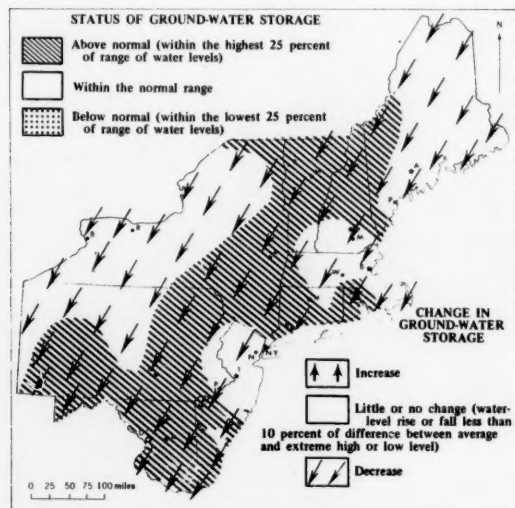 STATUS OF GROUND-WATER STORAGE
Above normal (within the highest 25 percent
of range of water levels)
Within the normal range
Below normal (within the lowest 25 percent
of range of water levels)
N
CHANGE IN
GROUND-WATER
STORAGE
Increase
Little or no change (water-
level rise or fall less than
10 percent of difference between average
and extreme high or low level)
Decrease
0 25 50 75 100 miles